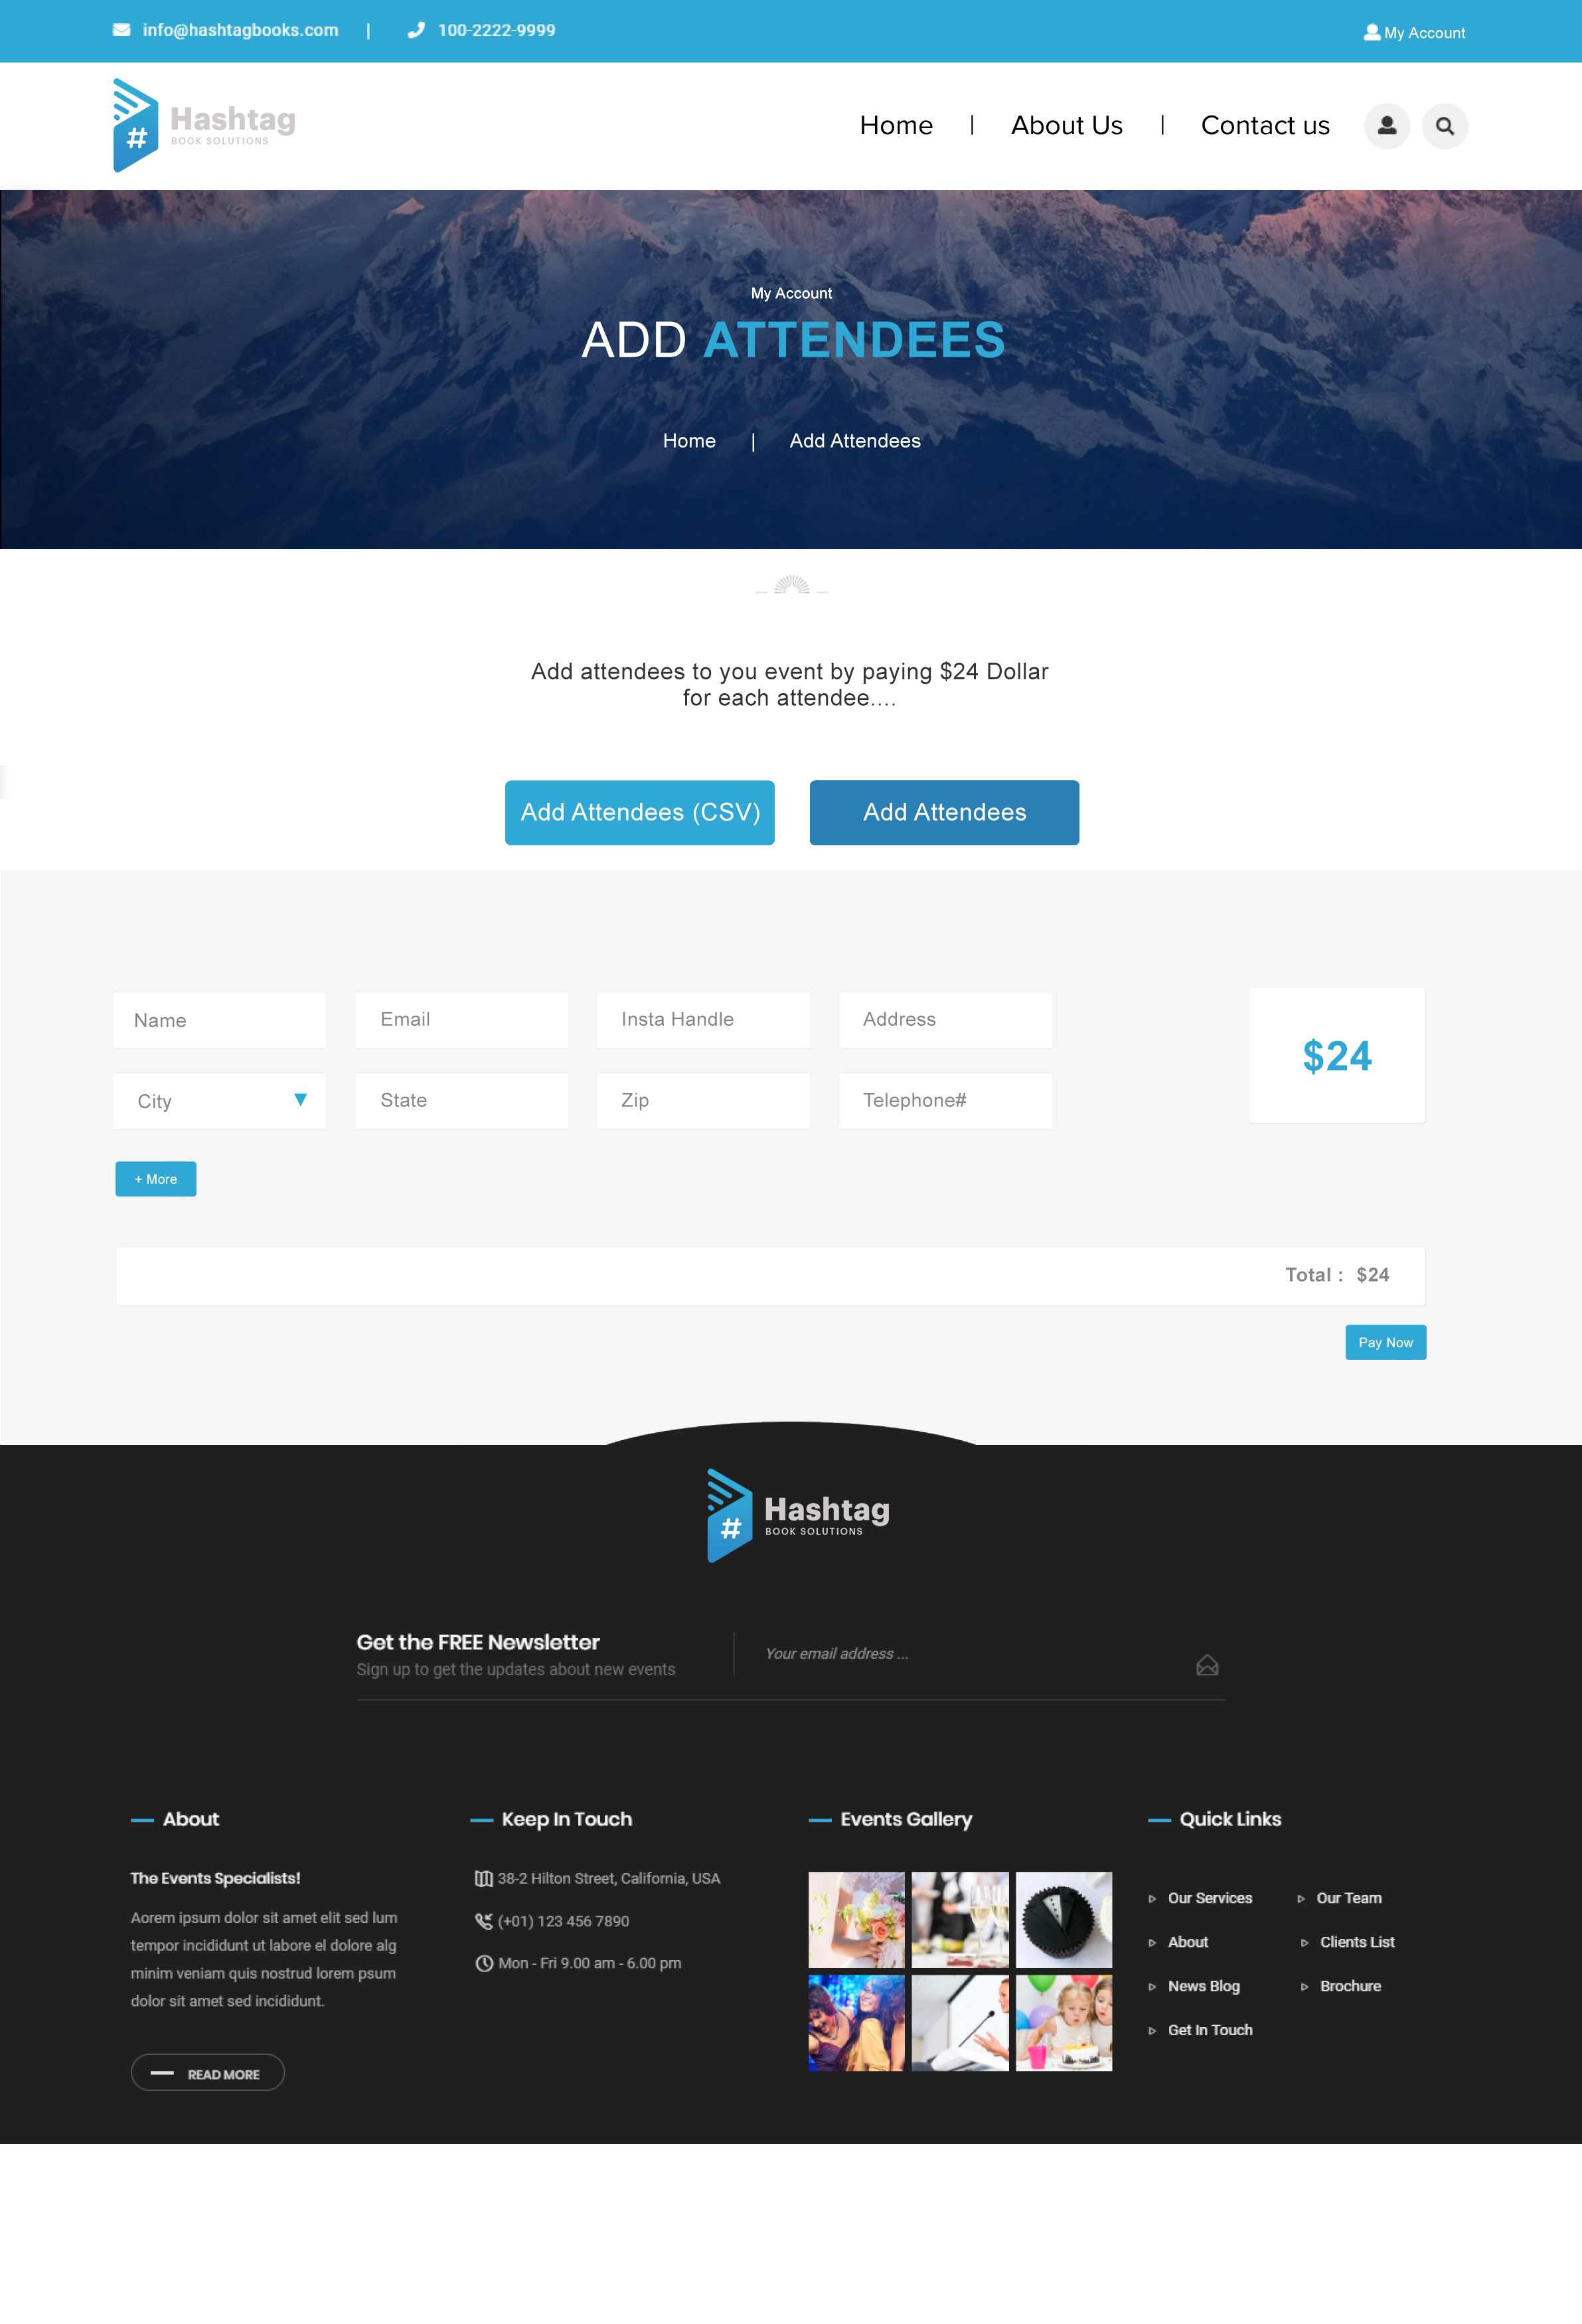 info@hashtagbooks.com | 100-2222-9999 My Account
# Hashtag
BOOK SOLUTIONS
Home | About Us | Contact us
My Account
ADD ATTENDEES
Home | Add Attendees
Add attendees to you event by paying $24 Dollar
for each attendee....
Add Attendees (CSV) Add Attendees
Name Email Insta Handle Address
$24
City State Zip Telephone#
+ More
Total : $24
Pay Now
# Hashtag
BOOK SOLUTIONS
Get the FREE Newsletter
Sign up to get the updates about new events
Your email address ...
About
The Events Specialists!
Aorem ipsum dolor sit amet elit sed lum
tempor incididunt ut labore el dolore alg
minim veniam quis nostrud lorem psum
dolor sit amet sed incididunt.
READ MORE
Keep In Touch
38-2 Hilton Street, California, USA
(+01) 123 456 7890
Mon - Fri 9.00 am - 6.00 pm
Events Gallery
Quick Links
Our Services Our Team
About Clients List
News Blog Brochure
Get In Touch